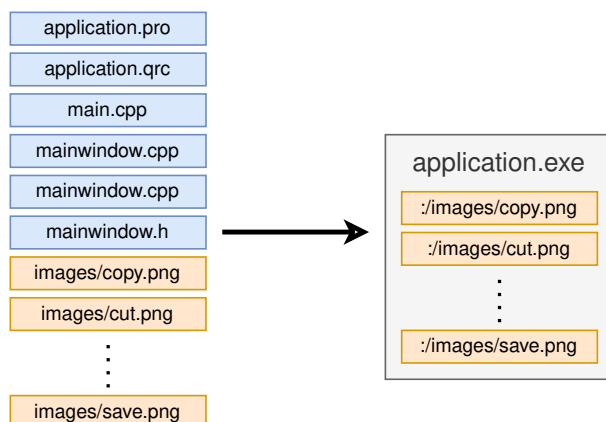 application.pro
application.qrc
main.cpp
mainwindow.cpp
mainwindow.cpp
mainwindow.h
images/copy.png
images/cut.png
images/save.png
application.exe
:/images/copy.png
:/images/cut.png
:/images/save.png